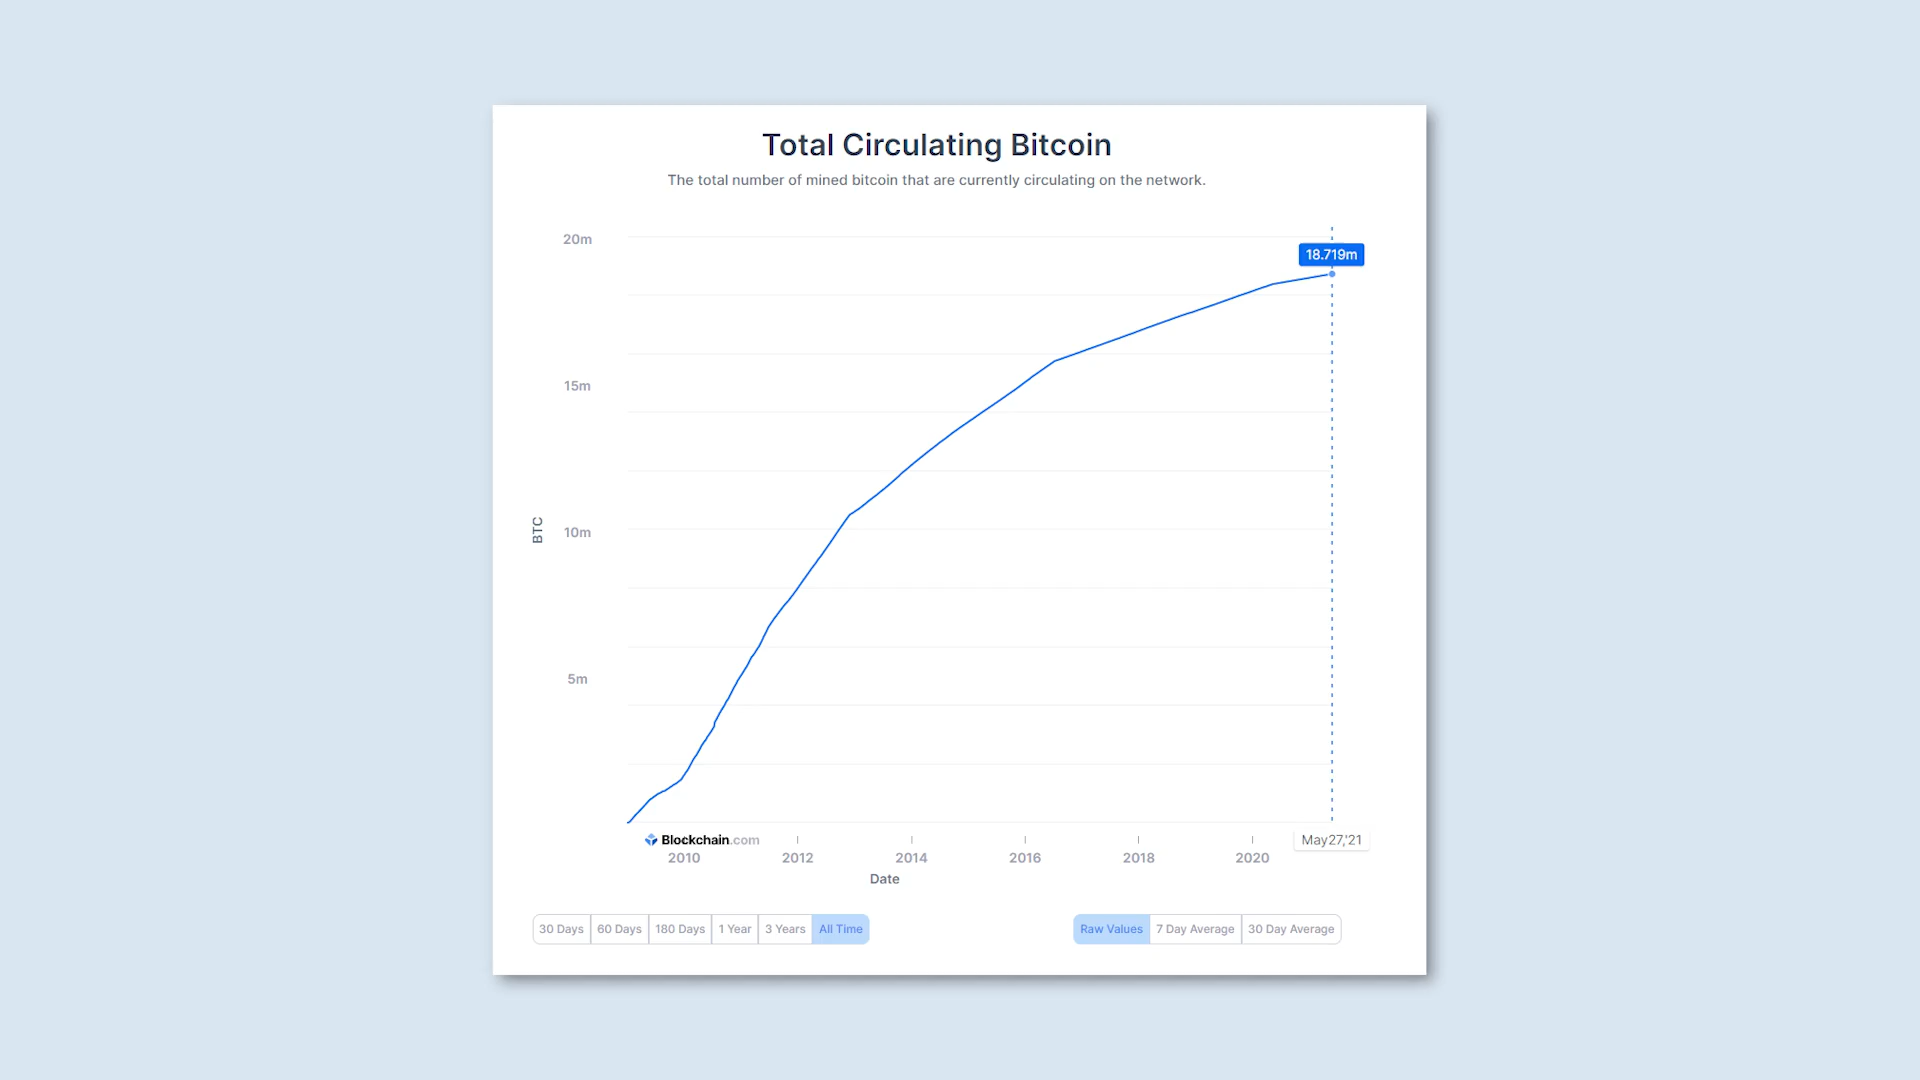 Total Circulating Bitcoin
The total number of mined bitcoin that are currently circulating on the network.
20m
18.719m
15m
BTC
10m
5m
Blockchain.com
May27,'21
2010 2012 2014 2016 2018 2020
Date
30 Days 60 Days 180 Days 1 Year 3 Years All Time
Raw Values 7 Day Average 30 Day Average